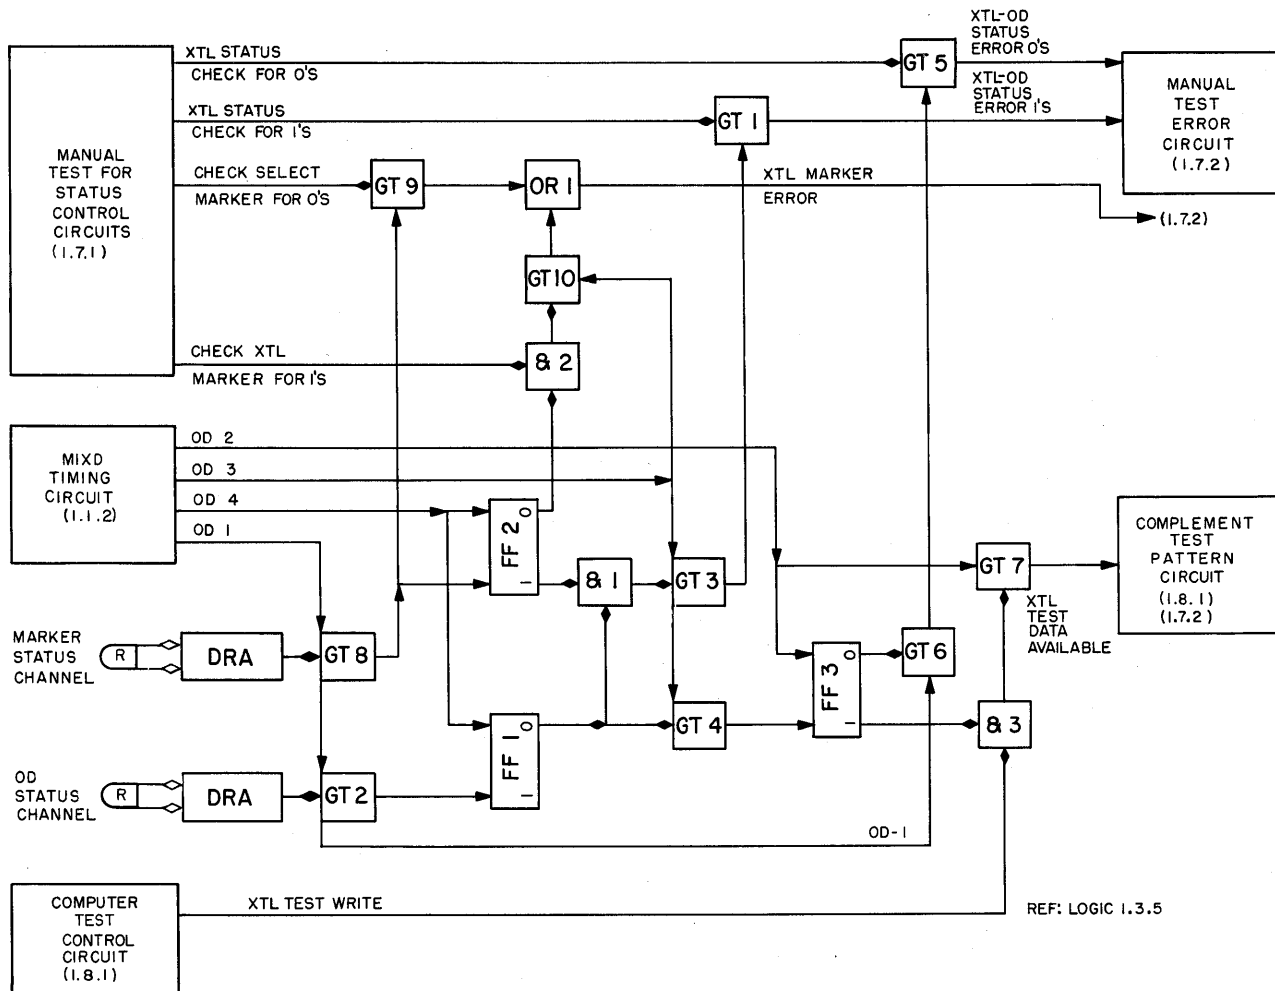 XTL STATUS
CHECK FOR 0'S
XTL STATUS
CHECK FOR 1'S
CHECK SELECT
MARKER FOR 0'S
CHECK XTL
MARKER FOR 1'S
MANUAL
TEST FOR
STATUS
CONTROL
CIRCUITS
(1.7.1)
GT 5
GT 1
GT 9
OR 1
GT 10
& 2
XTL-OD
STATUS
ERROR 0'S
XTL-OD
STATUS
ERROR 1'S
XTL MARKER
ERROR
MANUAL
TEST
ERROR
CIRCUIT
(1.7.2)
(1.7.2)
MIXD
TIMING
CIRCUIT
(1.1.2)
OD 2
OD 3
OD 4
OD 1
FF 2
0
1
& 1
GT 3
GT 7
COMPLEMENT
TEST
PATTERN
CIRCUIT
(1.8.1)
(1.7.2)
XTL
TEST
DATA
AVAILABLE
MARKER
STATUS
CHANNEL
R
DRA
GT 8
FF 3
0
1
GT 6
FF 1
0
1
GT 4
& 3
OD
STATUS
CHANNEL
R
DRA
GT 2
OD-1
COMPUTER
TEST
CONTROL
CIRCUIT
(1.8.1)
XTL TEST WRITE
REF: LOGIC 1.3.5